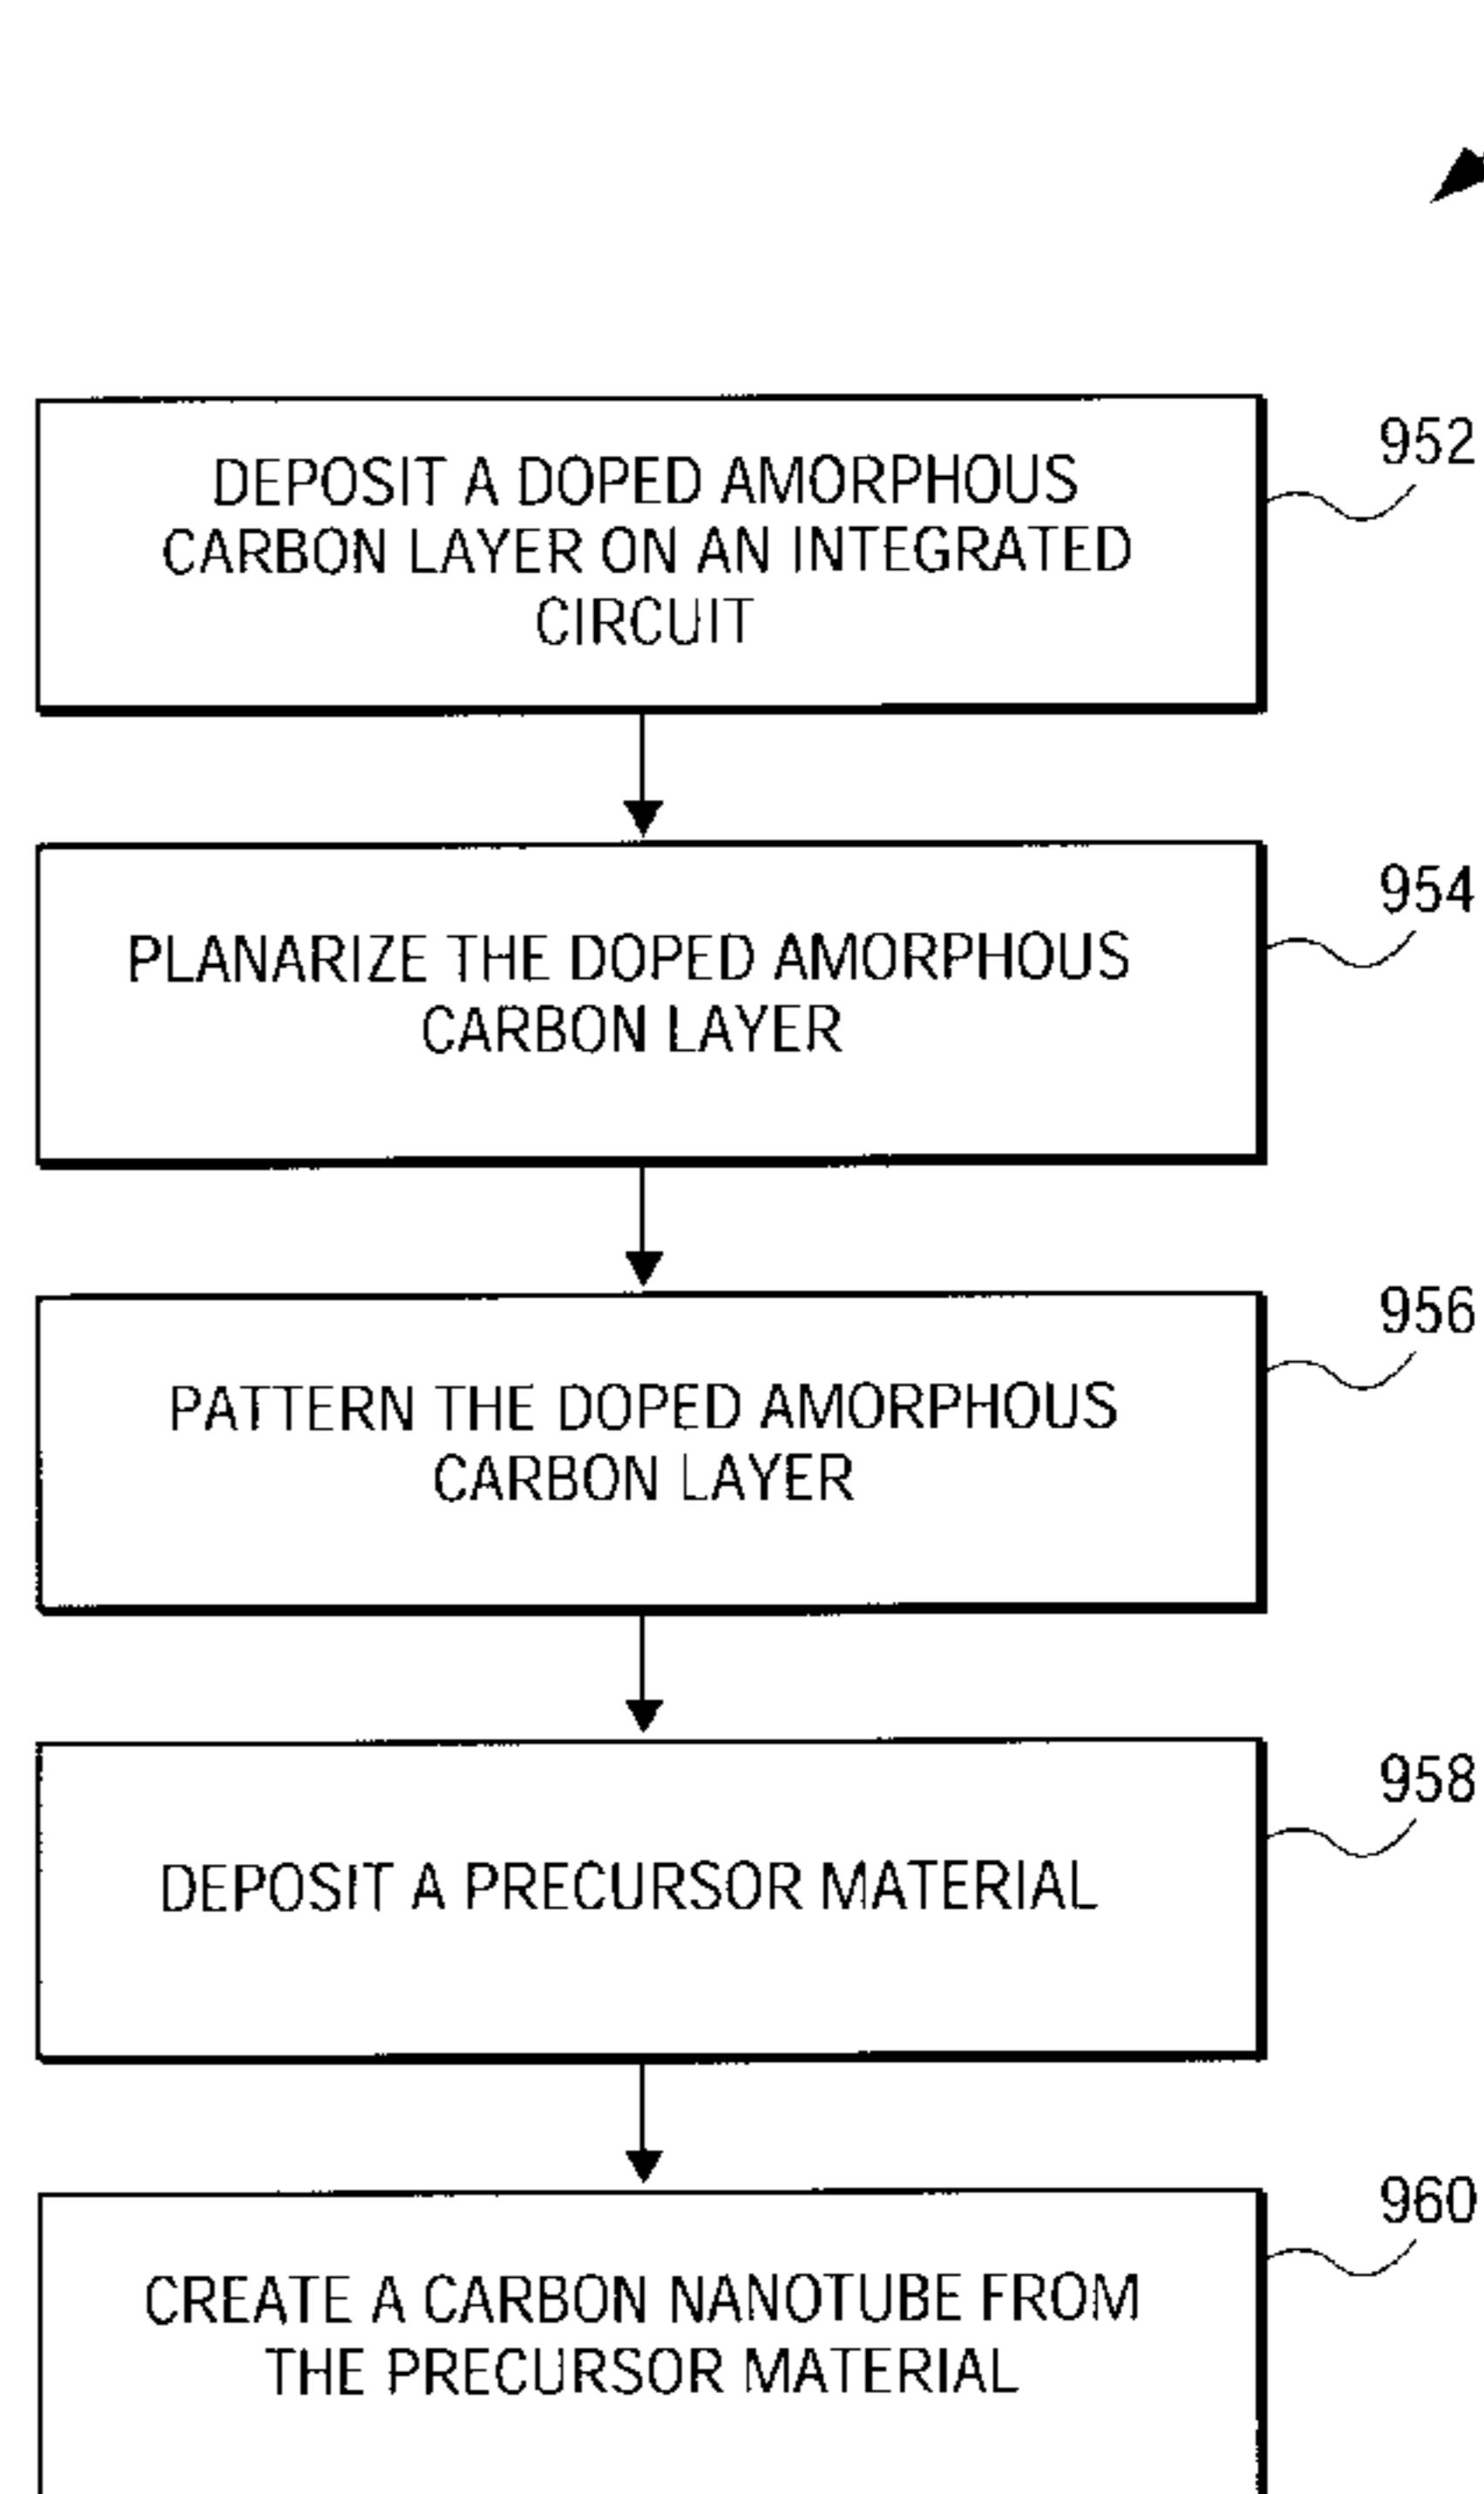 952
DEPOSIT A DOPED AMORPHOUS
CARBON LAYER ON AN INTEGRATED
CIRCUIT
954
PLANARIZE THE DOPED AMORPHOUS
CARBON LAYER
956
PATTERN THE DOPED AMORPHOUS
CARBON LAYER
958
DEPOSIT A PRECURSOR MATERIAL
960
CREATE A CARBON NANOTUBE FROM
THE PRECURSOR MATERIAL